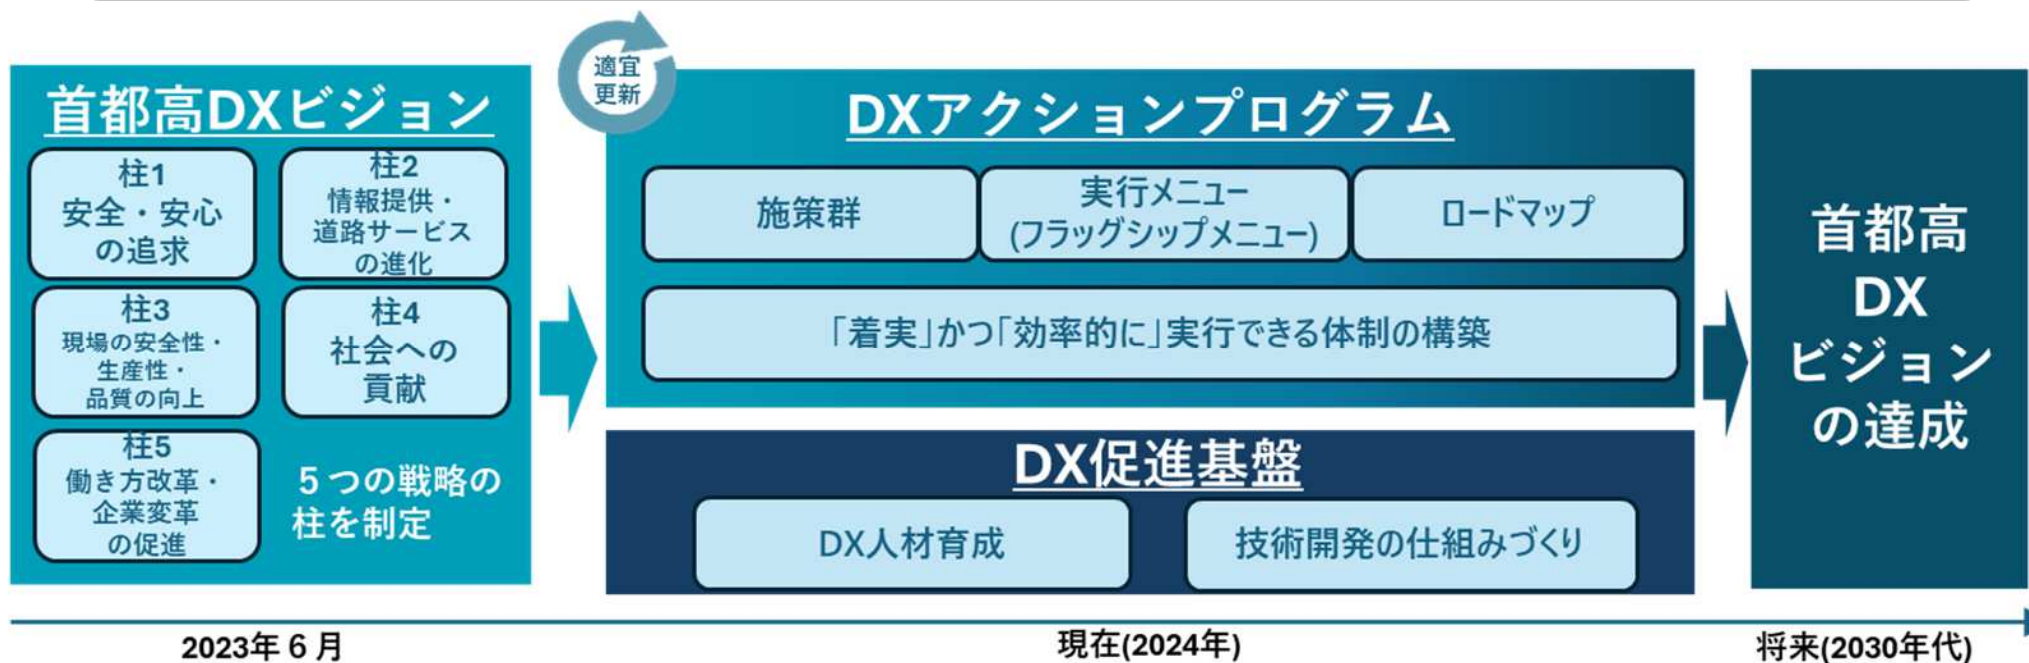 首都高DXビジョン
柱1
安全・安心
の追求
柱2
情報提供・
道路サービス
の進化
柱3
現場の安全性・
生産性・
品質の向上
柱4
社会への
貢献
柱5
働き方改革・
企業変革
の促進
５つの戦略の
柱を制定
適宜
更新
DXアクションプログラム
施策群
実行メニュー
(フラッグシップメニュー)
ロードマップ
「着実」かつ「効率的に」実行できる体制の構築
DX促進基盤
DX人材育成
技術開発の仕組みづくり
首都高
DX
ビジョン
の達成
2023年６月
現在(2024年)
将来(2030年代)